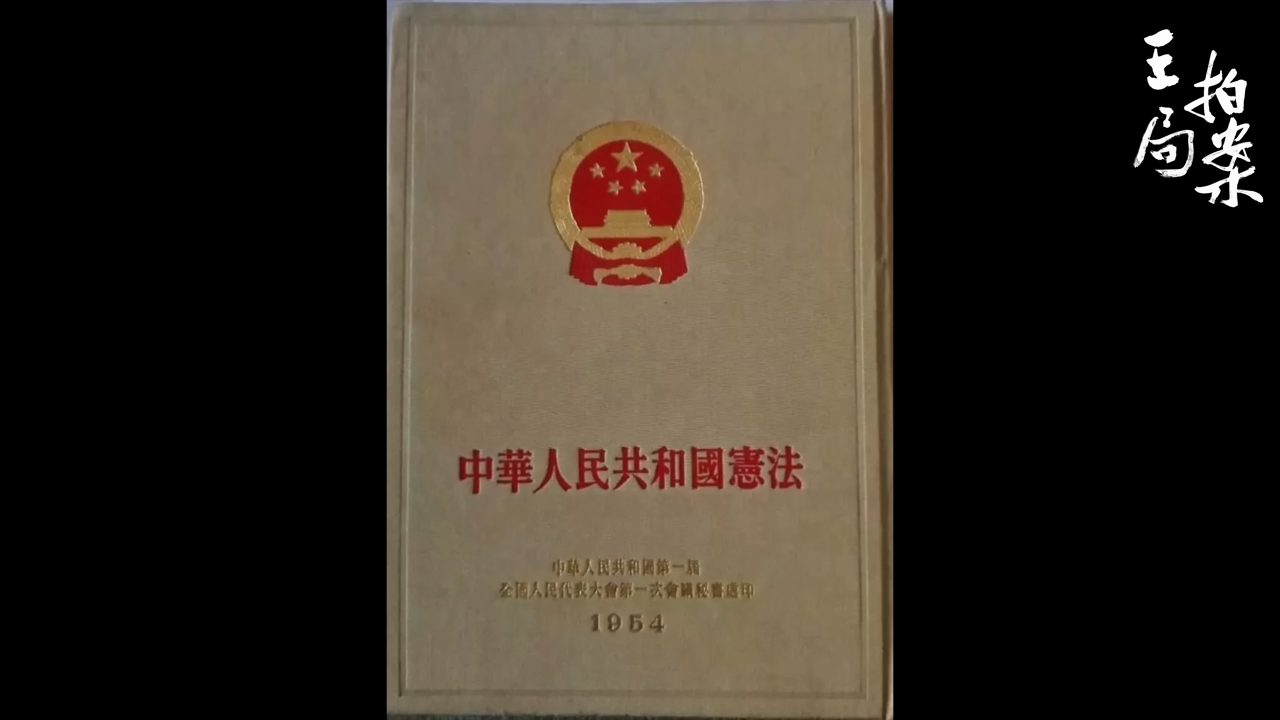 中華人民共和國憲法
中華人民共和國第一屆
全國人民代表大會第一次會議秘書處印
1954
王局
拍案